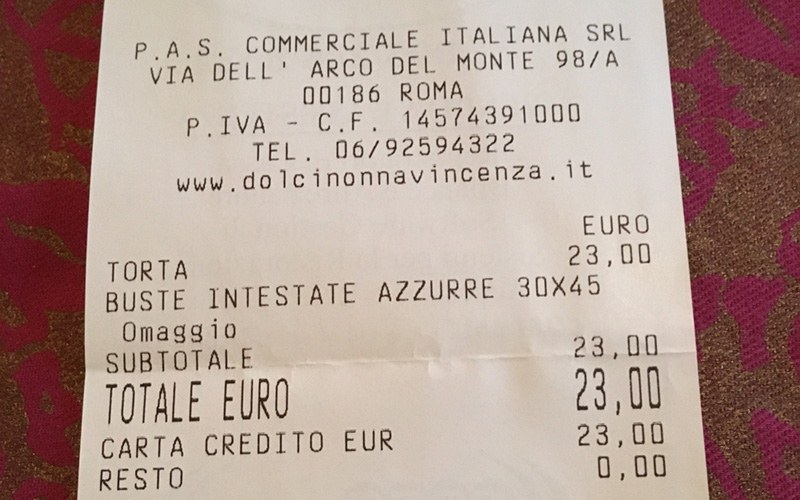 P.A.S. COMMERCIALE ITALIANA SRL
VIA DELL' ARCO DEL MONTE 98/A
00186 ROMA
P.IVA - C.F. 14574391000
TEL. 06/92594322
www.dolcinonnavincenza.it
EURO
TORTA 23,00
BUSTE INTESTATE AZZURRE 30X45
Omaggio
SUBTOTALE 23,00
TOTALE EURO 23,00
CARTA CREDITO EUR 23,00
RESTO 0,00